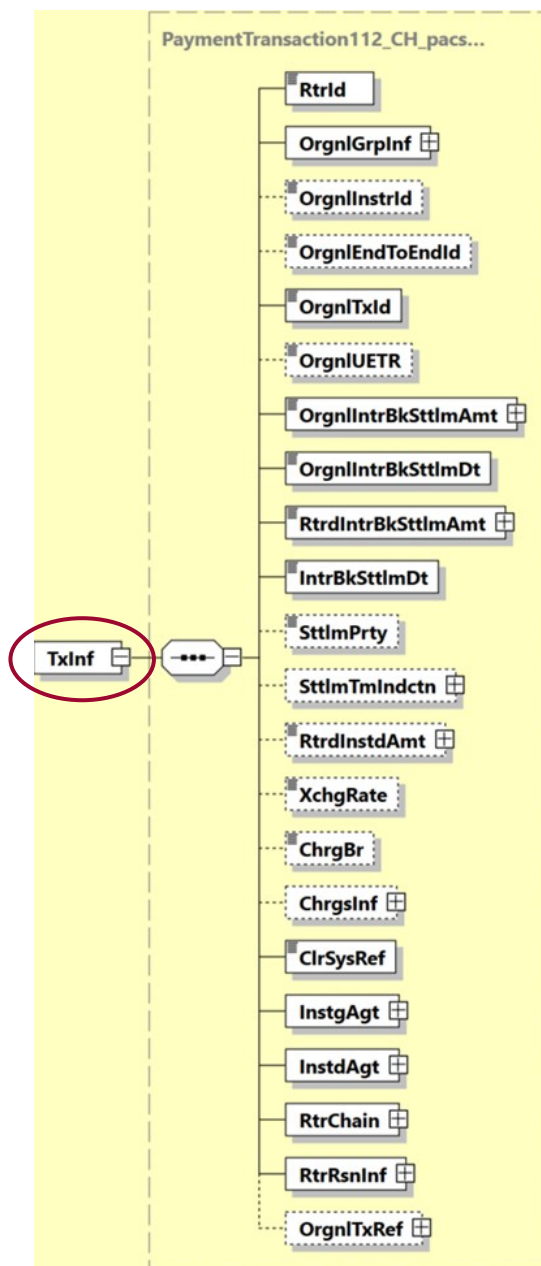 PaymentTransaction112_CH_pacs...
RtrId
OrgnlGrpInf
OrgnlInstrId
OrgnlEndToEndId
OrgnlTxId
OrgnlUETR
OrgnlIntrBkSttlmAmt
OrgnlIntrBkSttlmDt
RtrdIntrBkSttlmAmt
IntrBkSttlmDt
SttlmPrty
TxInf
SttlmTmIndctn
RtrdInstdAmt
XchgRate
ChrgBr
ChrgsInf
ClrSysRef
InstgAgt
InstdAgt
RtrChain
RtrRsnInf
OrgnlTxRef